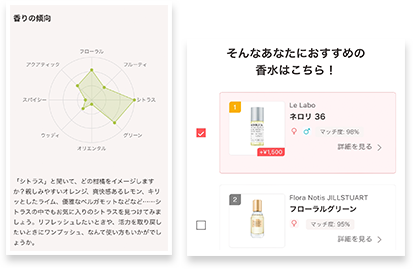 香りの傾向
フローラル
アクアティック
フルーティ
スパイシー
シトラス
ウッディ
グリーン
オリエンタル
「シトラス」と聞いて、どの柑橘をイメージします
か？親しみやすいオレンジ、爽快感あるレモン、キリ
ッとしたライム、優雅なベルガモットなどなど……シト
ラスの中でもお気に入りのシトラスを見つけてみまし
ょう。リフレッシュしたいときや、活力を取り戻し
たいときにワンプッシュ、なんて使い方もいかがでし
ょうか。
そんなあなたにおすすめの
香水はこちら！
1
Le Labo
ネロリ 36
マッチ度: 98%
+¥1,500
詳細を見る
2
Flora Notis JILLSTUART
フローラルグリーン
マッチ度: 95%
詳細を見る